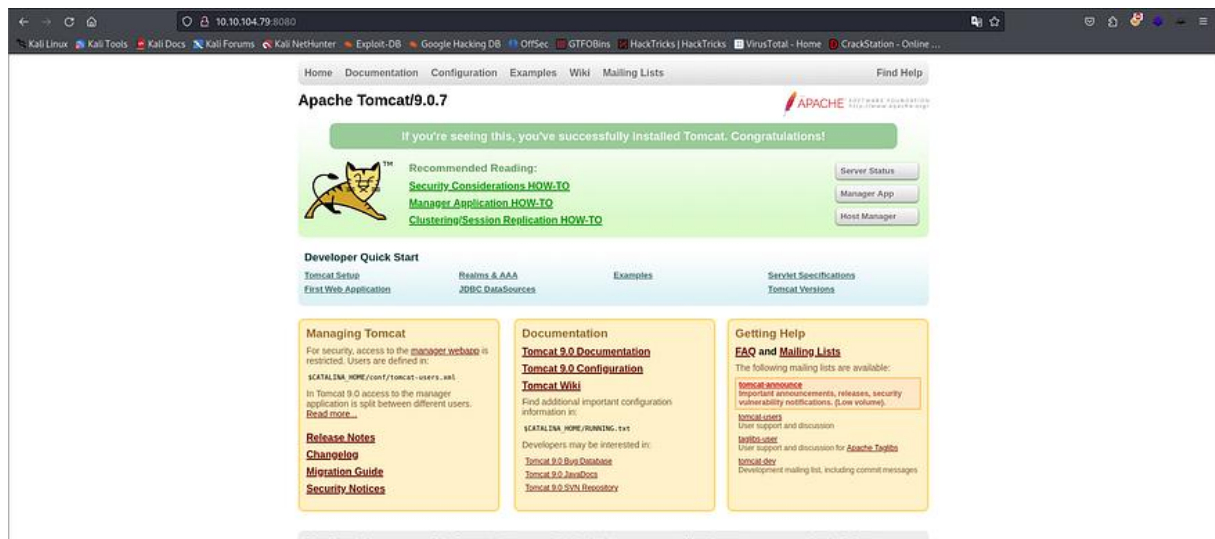 10.10.104.79:8080
Kali Linux Kali Tools Kali Docs Kali Forums Kali NetHunter Exploit-DB Google Hacking DB OffSec GTFOBins HackTricks | HackTricks VirusTotal - Home CrackStation - Online ...
Home Documentation Configuration Examples Wiki Mailing Lists Find Help
Apache Tomcat/9.0.7
APACHE
If you're seeing this, you've successfully installed Tomcat. Congratulations!
TM
Recommended Reading:
Security Considerations HOW-TO
Manager Application HOW-TO
Clustering/Session Replication HOW-TO
Server Status
Manager App
Host Manager
Developer Quick Start
Tomcat Setup
First Web Application
Realms & AAA
JDBC DataSources
Examples
Servlet Specifications
Tomcat Versions
Managing Tomcat
For security, access to the manager webapp is
restricted. Users are defined in:
$CATALINA_HOME/conf/tomcat-users.xml
In Tomcat 9.0 access to the manager
application is split between different users.
Read more...
Release Notes
Changelog
Migration Guide
Security Notices
Documentation
Tomcat 9.0 Documentation
Tomcat 9.0 Configuration
Tomcat Wiki
Find additional important configuration
information in:
$CATALINA_HOME/RUNNING.txt
Developers may be interested in:
Tomcat 9.0 Bug Database
Tomcat 9.0 JavaDocs
Tomcat 9.0 SVN Repository
Getting Help
FAQ and Mailing Lists
The following mailing lists are available:
tomcat-announce
Important announcements, releases, security
vulnerability notifications. (Low volume).
tomcat-users
User support and discussion
taglibs-user
User support and discussion for Apache Taglibs
tomcat-dev
Development mailing list, including commit messages